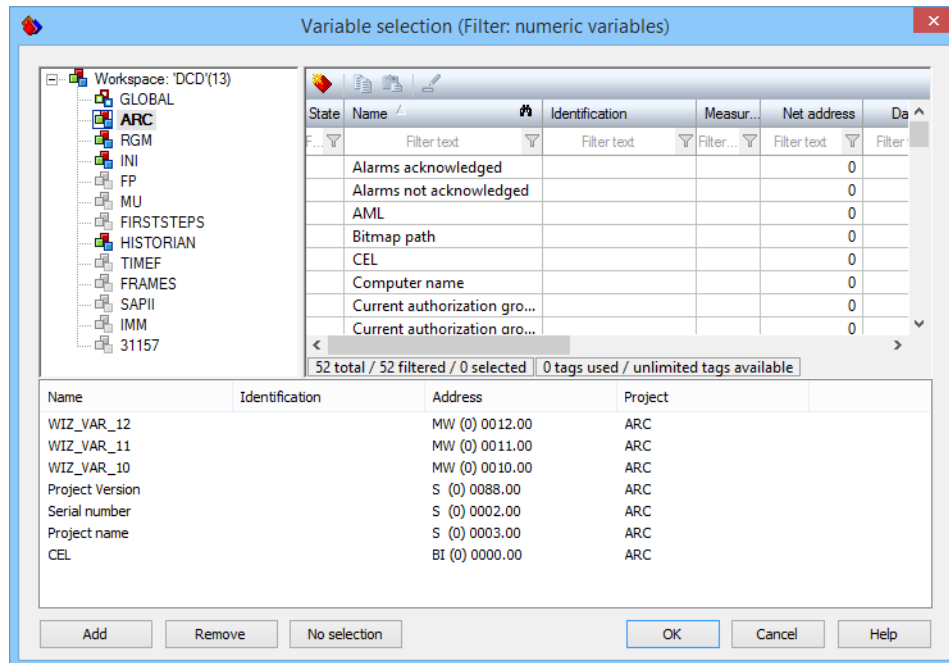 Variable selection (Filter: numeric variables)
Workspace: 'DCD'(13)
GLOBAL
ARC
RGM
INI
FP
MU
FIRSTSTEPS
HISTORIAN
TIMEF
FRAMES
SAPII
IMM
31157
State Name Identification Measur... Net address Da
F... Filter text Filter text Filter... Filter text Filter
Alarms acknowledged 0
Alarms not acknowledged 0
AML 0
Bitmap path 0
CEL 0
Computer name 0
Current authorization gro... 0
Current authorization gro... 0
52 total / 52 filtered / 0 selected 0 tags used / unlimited tags available
Name Identification Address Project
WIZ_VAR_12 MW (0) 0012.00 ARC
WIZ_VAR_11 MW (0) 0011.00 ARC
WIZ_VAR_10 MW (0) 0010.00 ARC
Project Version S (0) 0088.00 ARC
Serial number S (0) 0002.00 ARC
Project name S (0) 0003.00 ARC
CEL BI (0) 0000.00 ARC
Add Remove No selection OK Cancel Help